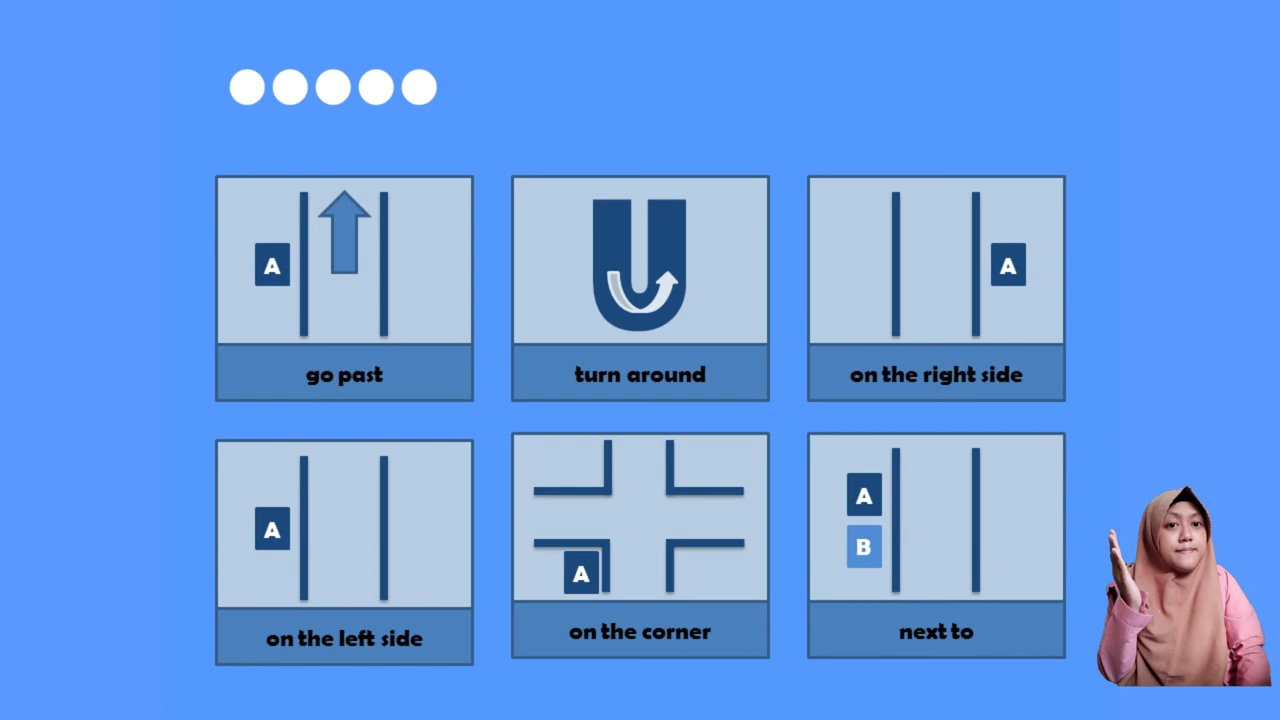 A
go past
turn around
A
on the right side
A
on the left side
A
on the corner
A
B
next to